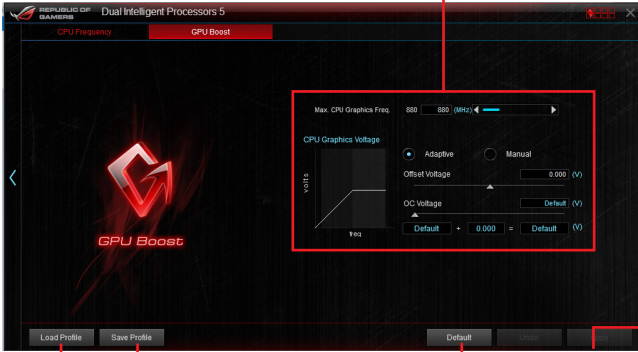 REPUBLIC OF GAMERS Dual Intelligent Processors 5
CPU Frequency GPU Boost
Max. CPU Graphics Freq. 880 880 (MHz)
CPU Graphics Voltage
Adaptive Manual
Offset Voltage 0.000 (V)
volts
OC Voltage Default (V)
Default + 0.000 = Default (V)
freq
GPU Boost
Load Profile Save Profile Default Undo